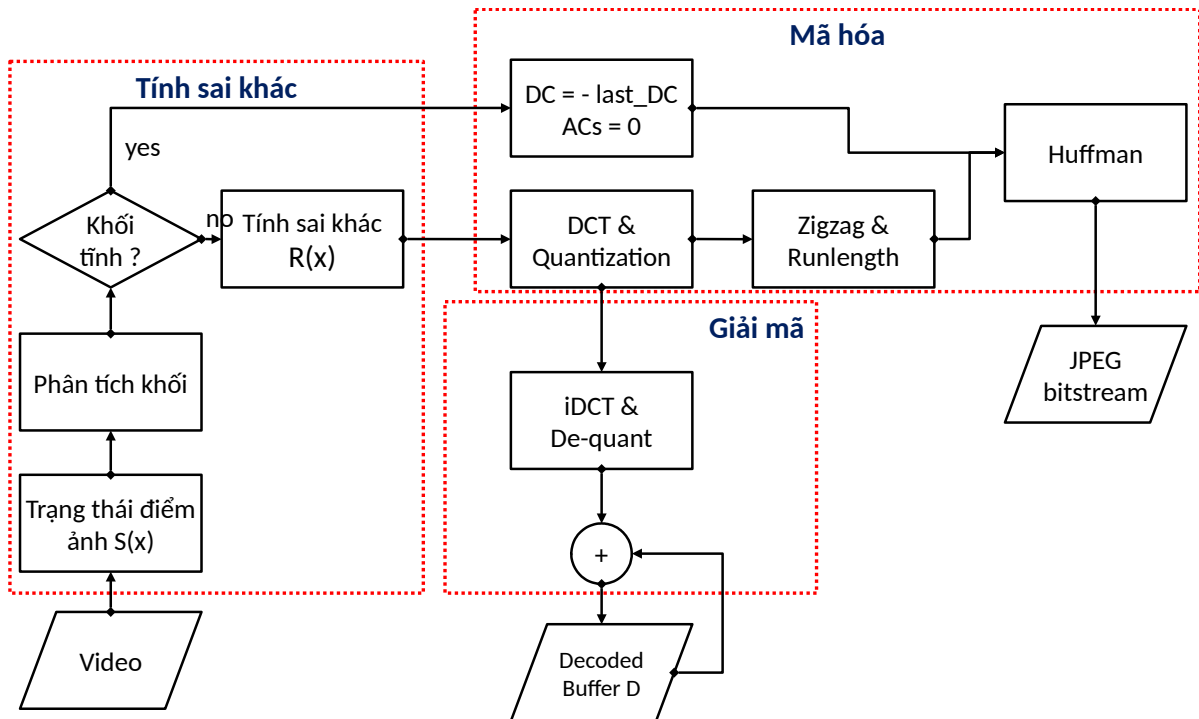 Mã hóa
Tính sai khác
DC = - last_DC
ACs = 0
yes
Huffman
Khối
tĩnh ?
no
Tính sai khác
R(x)
DCT &
Quantization
Zigzag &
Runlength
Giải mã
Phân tích khối
JPEG
bitstream
iDCT &
De-quant
Trạng thái điểm
ảnh S(x)
+
Video
Decoded
Buffer D